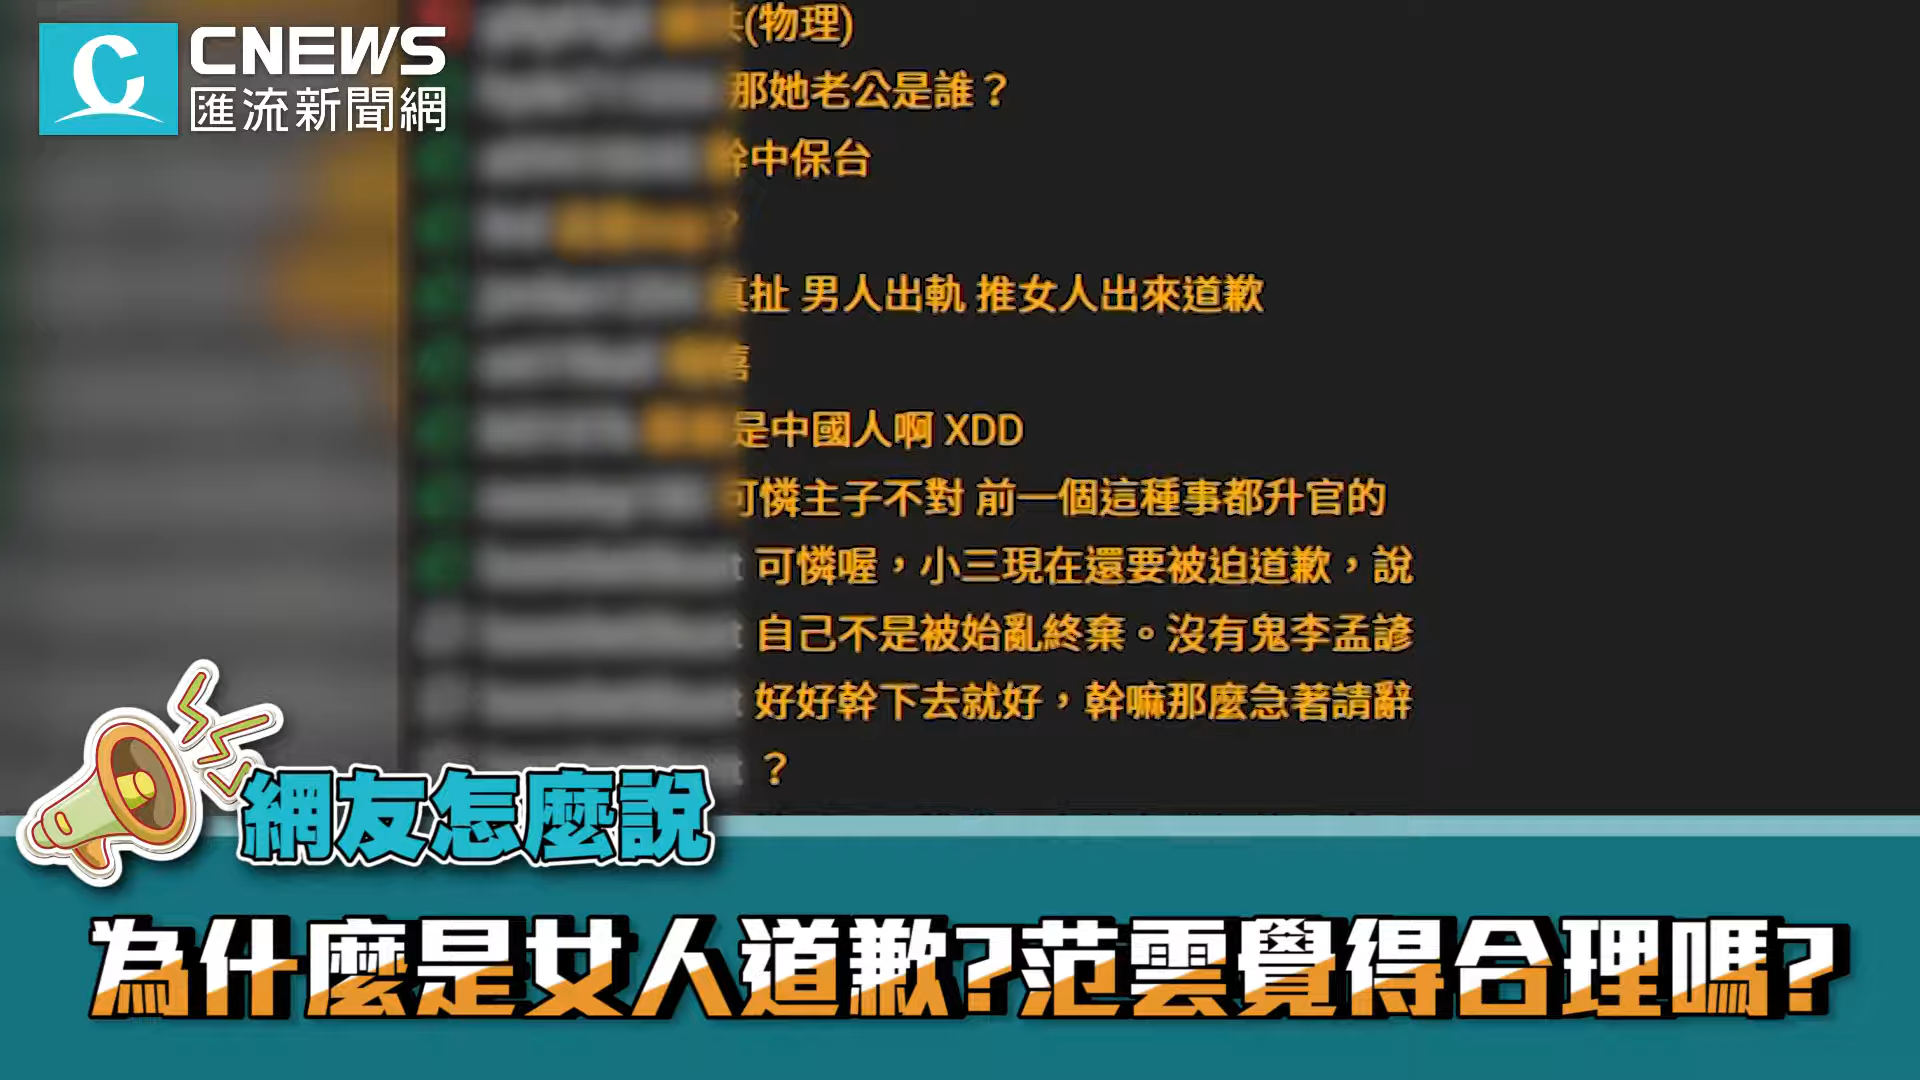 CNEWS
匯流新聞網
(物理)
那她老公是誰？
幹中保台
？
真扯 男人出軌 推女人出來道歉
是中國人啊 XDD
可憐主子不對 前一個這種事都升官的
可憐喔，小三現在還要被迫道歉，說
自己不是被始亂終棄。沒有鬼李孟諺
好好幹下去就好，幹嘛那麼急著請辭
？
網友怎麼說
為什麼是女人道歉?范雲覺得合理嗎?